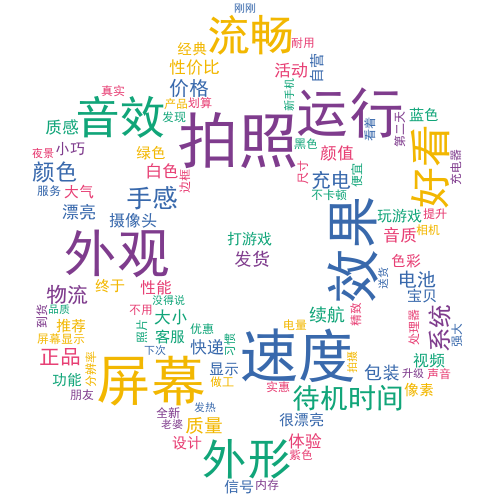 刚刚
流畅
经典
耐用
性价比
活动
自营
价格
新手机
真实
产品
划算
运行
音效
发现
看着
第二天
蓝色
质感
拍照
黑色
好看
夜景
小巧
绿色
颜值
充电器
颜色
白色
边框
尺寸
充电
便宜
服务
大气
手感
不卡顿
漂亮
摄像头
效果
玩游戏
提升
音质
相机
外观
打游戏
发货
色彩
送货
电池
物流
终于
性能
宝贝
到货
品质
没得说
不用
大小
续航
精致
系统
推荐
照片
优惠
电量
处理器
强大
屏幕显示
客服
习惯
速度
正品
分辨率
下次
快递
拍摄
视频
屏幕
显示
包装
升级
声音
功能
做工
实惠
朋友
待机时间
像素
全新
发热
老婆
质量
很漂亮
设计
外形
体验
紫色
信号
内存